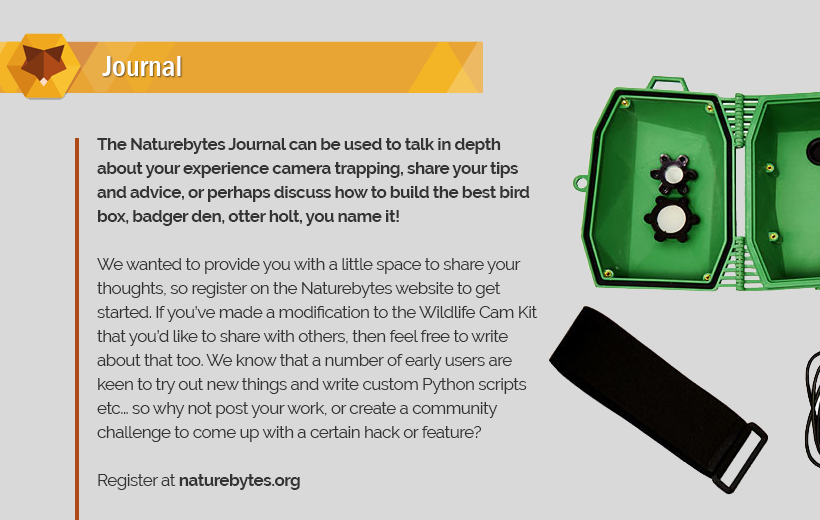 Journal
The Naturebytes Journal can be used to talk in depth
about your experience camera trapping, share your tips
and advice, or perhaps discuss how to build the best bird
box, badger den, otter holt, you name it!
We wanted to provide you with a little space to share your
thoughts, so register on the Naturebytes website to get
started. If you've made a modification to the Wildlife Cam Kit
that you'd like to share with others, then feel free to write
about that too. We know that a number of early users are
keen to try out new things and write custom Python scripts
etc... so why not post your work, or create a community
challenge to come up with a certain hack or feature?
Register at naturebytes.org